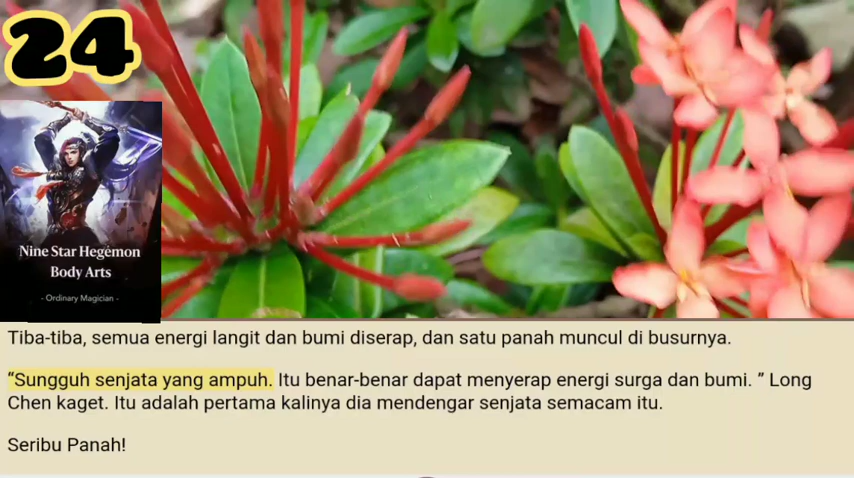 24
Nine Star Hegemon
Body Arts
- Ordinary Magician -
Tiba-tiba, semua energi langit dan bumi diserap, dan satu panah muncul di busurnya.
“Sungguh senjata yang ampuh. Itu benar-benar dapat menyerap energi surga dan bumi. ” Long
Chen kaget. Itu adalah pertama kalinya dia mendengar senjata semacam itu.
Seribu Panah!